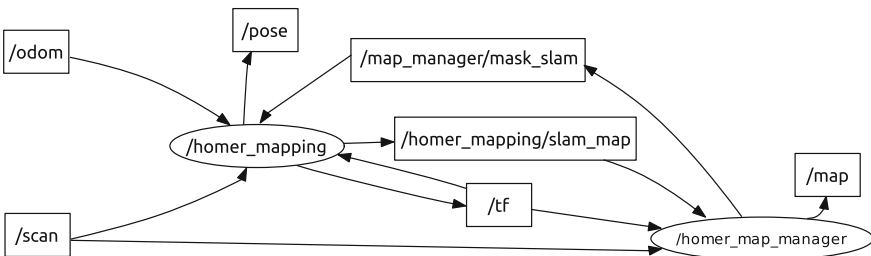 /pose
/odom
/map_manager/mask_slam
/homer_mapping
/homer_mapping/slam_map
/map
/tf
/scan
/homer_map_manager